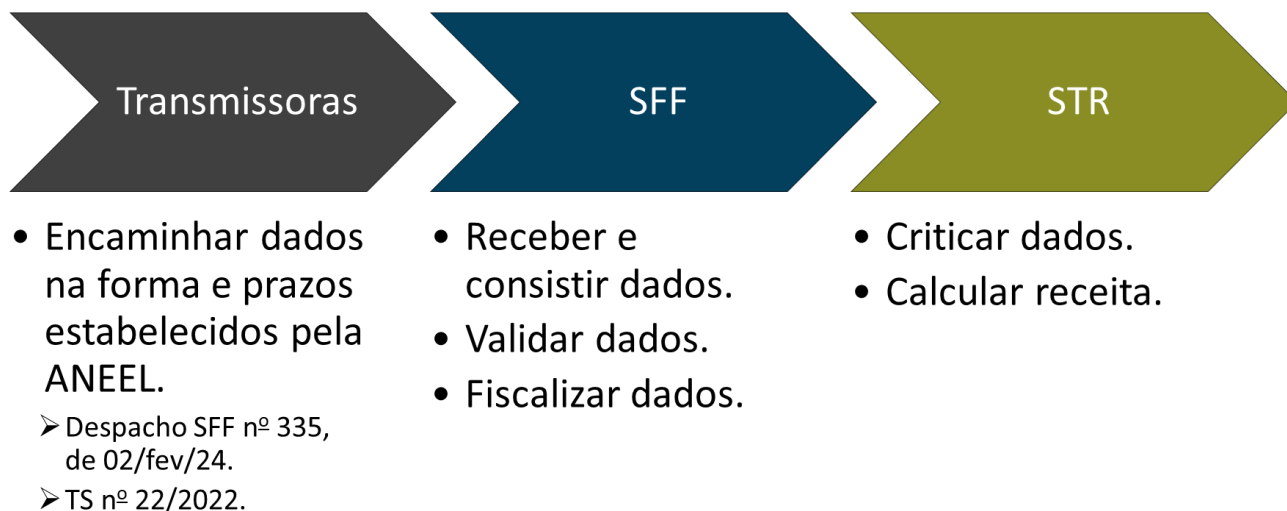 Transmissoras
• Encaminhar dados
na forma e prazos
estabelecidos pela
ANEEL.
➢ Despacho SFF nº 335,
de 02/fev/24.
➢ TS nº 22/2022.
SFF
• Receber e
consistir dados.
• Validar dados.
• Fiscalizar dados.
STR
• Criticar dados.
• Calcular receita.